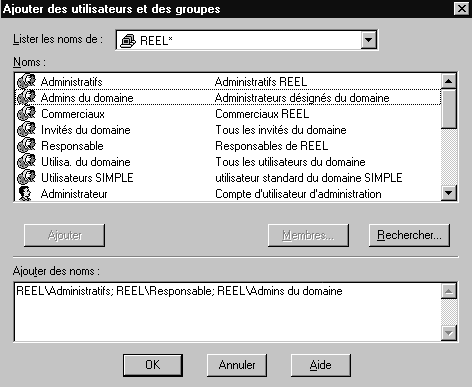 Ajouter des utilisateurs et des groupes
Lister les noms de : REEL*
Noms :
Administratifs Administratifs REEL
Admins du domaine Administrateurs désignés du domaine
Commerciaux Commerciaux REEL
Invités du domaine Tous les invités du domaine
Responsable Responsables de REEL
Utilisa. du domaine Tous les utilisateurs du domaine
Utilisateurs SIMPLE utilisateur standard du domaine SIMPLE
Administrateur Compte d'utilisateur d'administration
Ajouter Membres... Rechercher...
Ajouter des noms :
REEL\Administratifs; REEL\Responsable; REEL\Admins du domaine
OK Annuler Aide